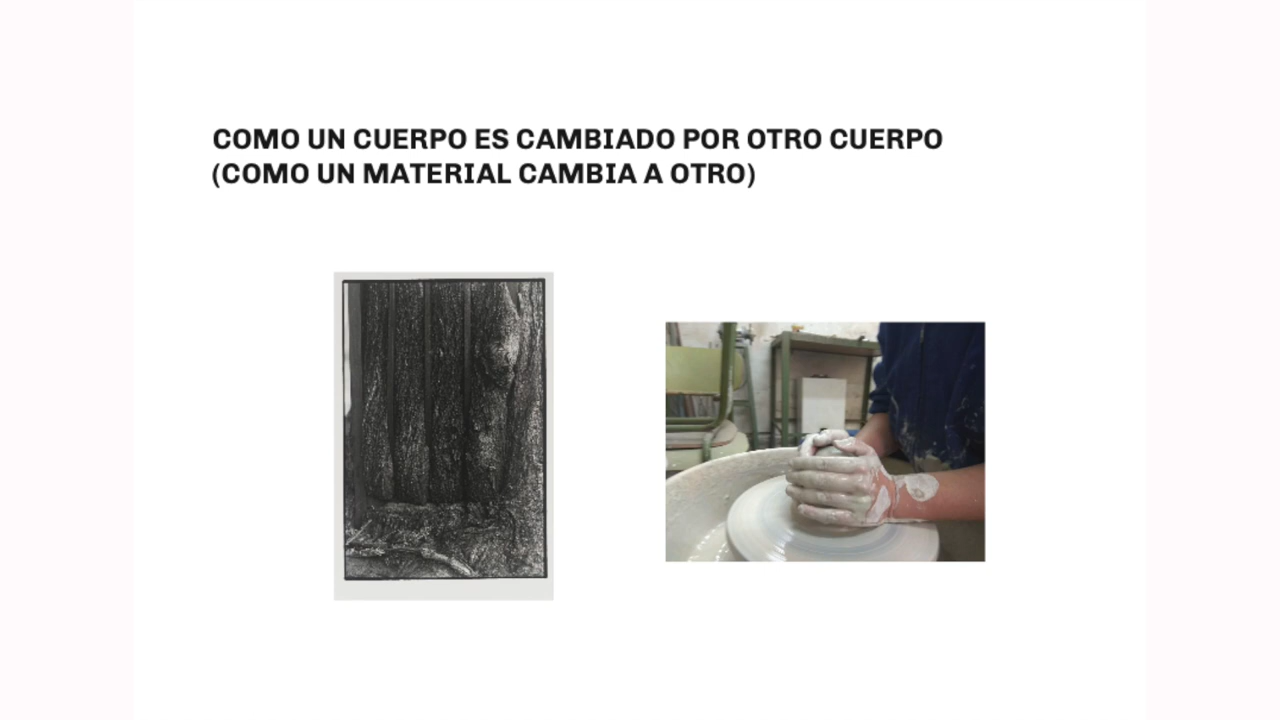 COMO UN CUERPO ES CAMBIADO POR OTRO CUERPO
(COMO UN MATERIAL CAMBIA A OTRO)